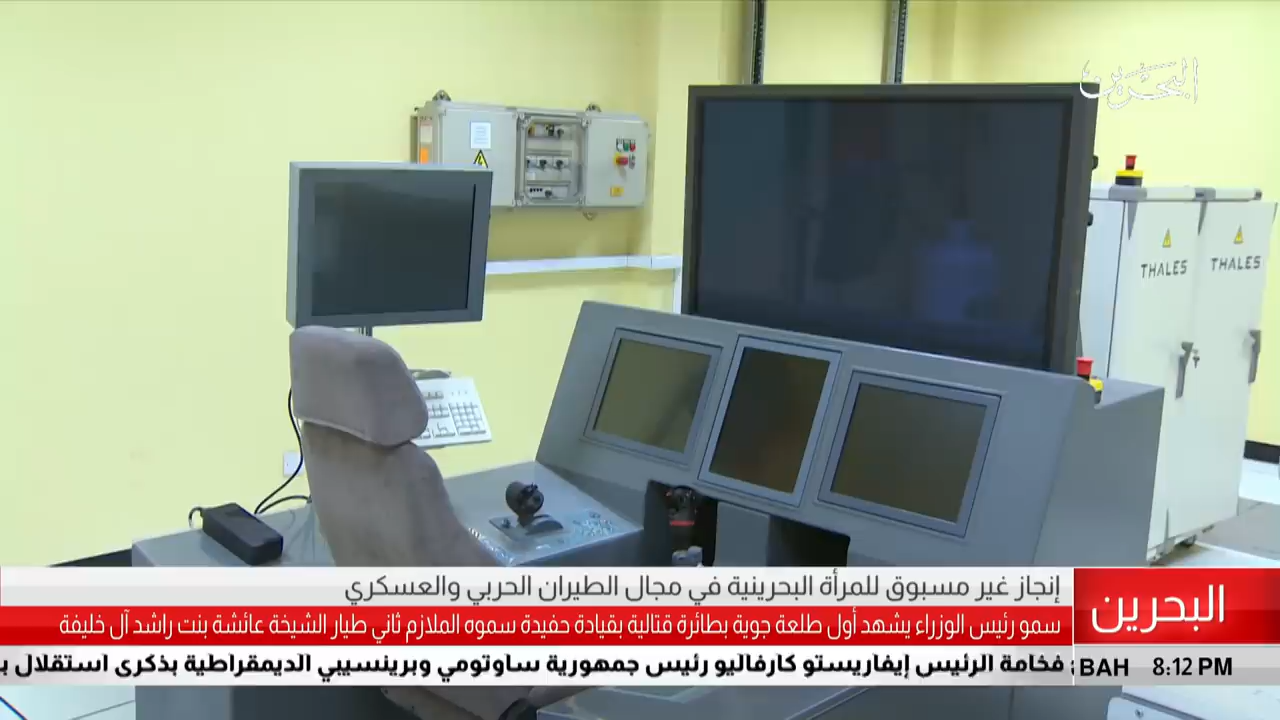 البحرين
THALES
THALES
إنجاز غير مسبوق للمرأة البحرينية في مجال الطيران الحربي والعسكري
البحرين
سمو رئيس الوزراء يشهد أول طلعة جوية بطائرة قتالية بقيادة حفيدة سموه الملازم ثاني طيار الشيخة عائشة بنت راشد آل خليفة
فخامة الرئيس إيفاريستو كارفاليو رئيس جمهورية ساوتومي وبرينسيبي الديمقراطية بذكرى استقلال ب
BAH 8:12 PM